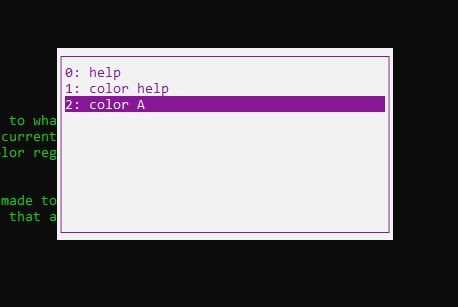 0: help
1: color help
2: color A
to wha
current
lor reg
made to
that a